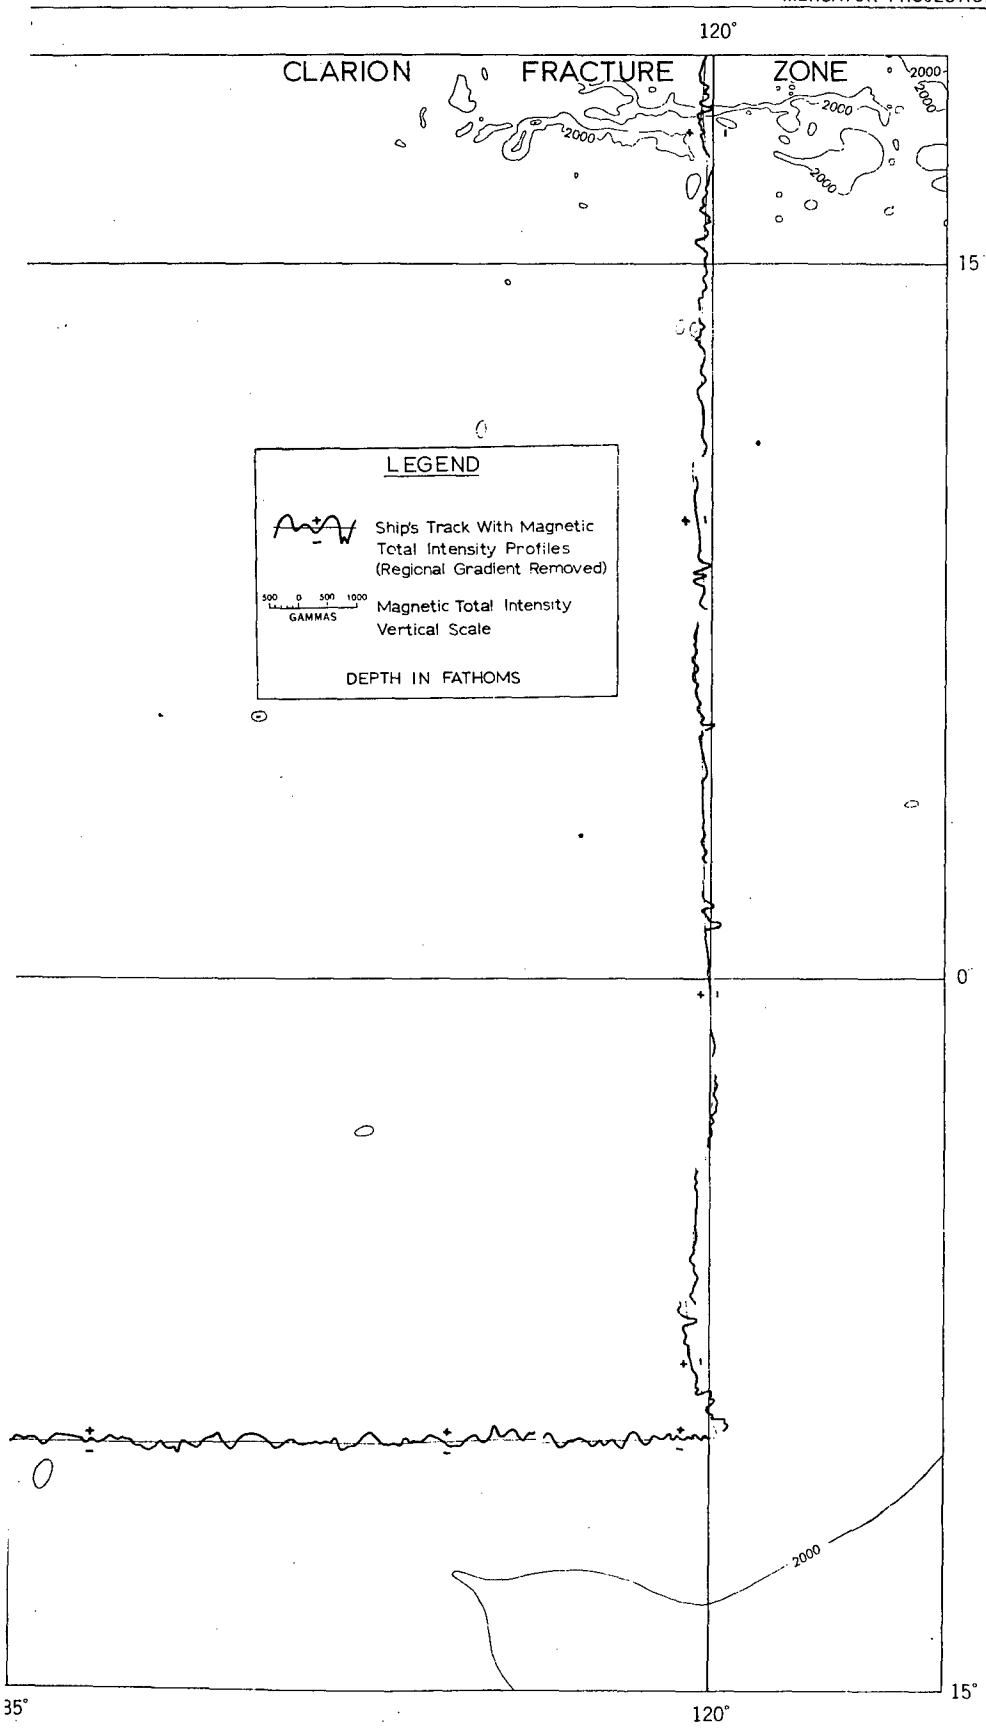 120°
CLARION FRACTURE ZONE
2000
2000
2000
2000
2000
15
LEGEND
+
-
Ship's Track With Magnetic
Total Intensity Profiles
(Regional Gradient Removed)
500 0 500 1000
GAMMAS
Magnetic Total Intensity
Vertical Scale
DEPTH IN FATHOMS
0°
2000
35°
120°
15°